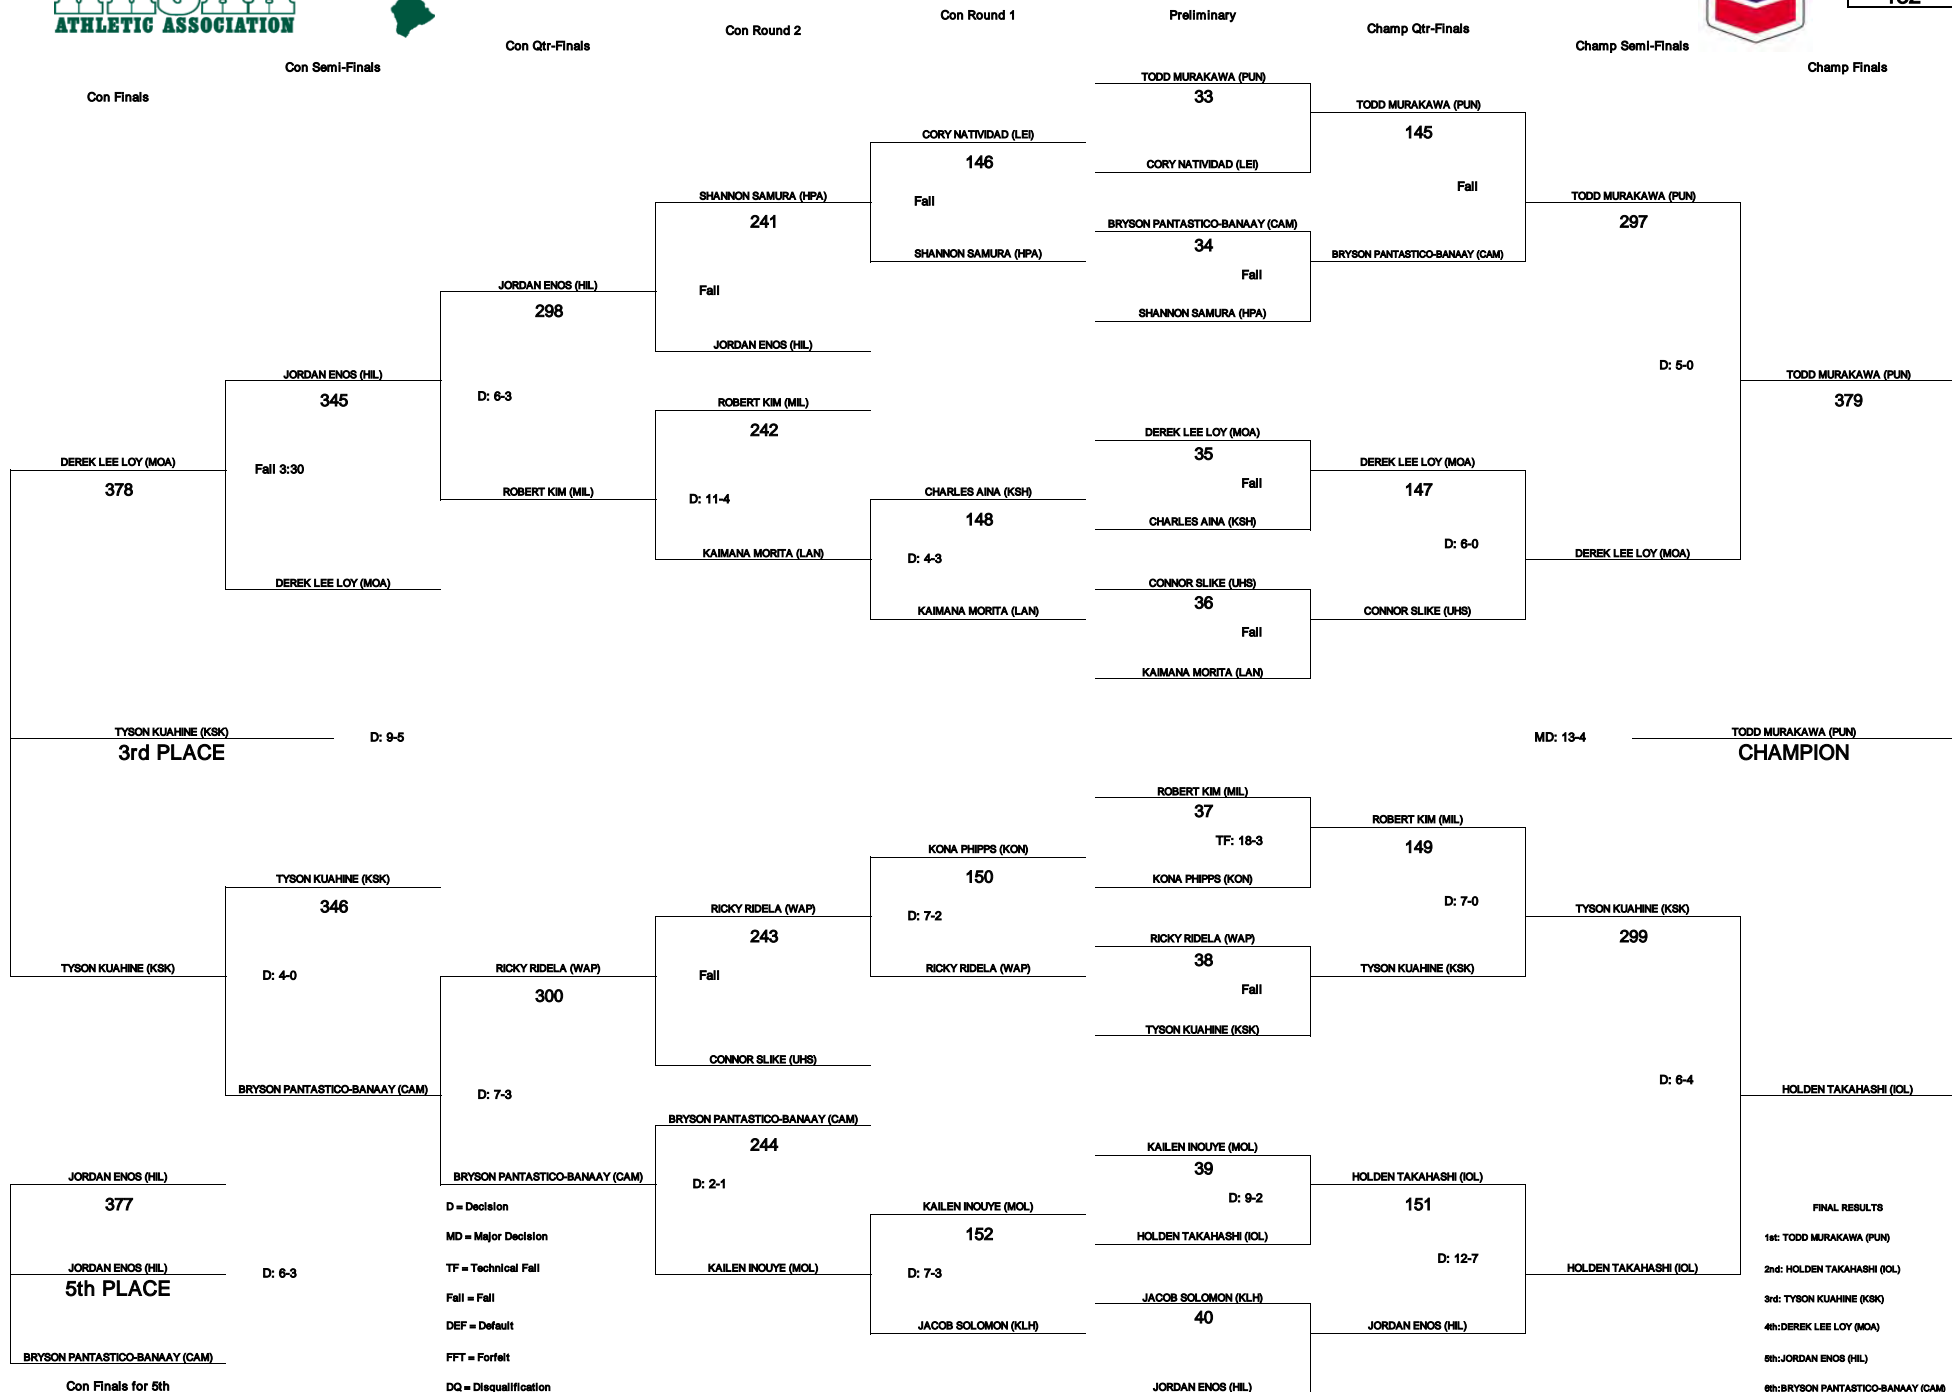 ATHLETIC ASSOCIATION
Con Finals
Con Semi-Finals
Con Qtr-Finals
Con Round 2
Con Round 1
Preliminary
Champ Qtr-Finals
Champ Semi-Finals
Champ Finals
TODD MURAKAWA (PUN)
33
CORY NATIVIDAD (LEI)
BRYSON PANTASTICO-BANAAY (CAM)
34
Fall
SHANNON SAMURA (HPA)
DEREK LEE LOY (MOA)
35
Fall
CHARLES AINA (KSH)
CONNOR SLIKE (UHS)
36
Fall
KAIMANA MORITA (LAN)
ROBERT KIM (MIL)
37
TF: 18-3
KONA PHIPPS (KON)
RICKY RIDELA (WAP)
38
Fall
TYSON KUAHINE (KSK)
KAILEN INOUYE (MOL)
39
D: 9-2
HOLDEN TAKAHASHI (IOL)
JACOB SOLOMON (KLH)
40
JORDAN ENOS (HIL)
TODD MURAKAWA (PUN)
145
Fall
BRYSON PANTASTICO-BANAAY (CAM)
DEREK LEE LOY (MOA)
147
D: 6-0
CONNOR SLIKE (UHS)
ROBERT KIM (MIL)
149
D: 7-0
TYSON KUAHINE (KSK)
HOLDEN TAKAHASHI (IOL)
151
D: 12-7
JORDAN ENOS (HIL)
TODD MURAKAWA (PUN)
297
D: 5-0
DEREK LEE LOY (MOA)
TYSON KUAHINE (KSK)
299
D: 6-4
HOLDEN TAKAHASHI (IOL)
TODD MURAKAWA (PUN)
379
MD: 13-4
TODD MURAKAWA (PUN)
CHAMPION
HOLDEN TAKAHASHI (IOL)
CORY NATIVIDAD (LEI)
146
Fall
SHANNON SAMURA (HPA)
CHARLES AINA (KSH)
148
D: 4-3
KAIMANA MORITA (LAN)
KONA PHIPPS (KON)
150
D: 7-2
RICKY RIDELA (WAP)
KAILEN INOUYE (MOL)
152
D: 7-3
JACOB SOLOMON (KLH)
SHANNON SAMURA (HPA)
241
Fall
JORDAN ENOS (HIL)
ROBERT KIM (MIL)
242
D: 11-4
KAIMANA MORITA (LAN)
RICKY RIDELA (WAP)
243
Fall
CONNOR SLIKE (UHS)
BRYSON PANTASTICO-BANAAY (CAM)
244
D: 2-1
KAILEN INOUYE (MOL)
JORDAN ENOS (HIL)
298
D: 6-3
ROBERT KIM (MIL)
RICKY RIDELA (WAP)
300
D: 7-3
BRYSON PANTASTICO-BANAAY (CAM)
JORDAN ENOS (HIL)
345
Fall 3:30
DEREK LEE LOY (MOA)
TYSON KUAHINE (KSK)
346
D: 4-0
BRYSON PANTASTICO-BANAAY (CAM)
DEREK LEE LOY (MOA)
378
TYSON KUAHINE (KSK)
3rd PLACE
D: 9-5
TYSON KUAHINE (KSK)
JORDAN ENOS (HIL)
377
JORDAN ENOS (HIL)
5th PLACE
D: 6-3
BRYSON PANTASTICO-BANAAY (CAM)
Con Finals for 5th
D = Decision
MD = Major Decision
TF = Technical Fall
Fall = Fall
DEF = Default
FFT = Forfeit
DQ = Disqualification
FINAL RESULTS
1st: TODD MURAKAWA (PUN)
2nd: HOLDEN TAKAHASHI (IOL)
3rd: TYSON KUAHINE (KSK)
4th:DEREK LEE LOY (MOA)
5th:JORDAN ENOS (HIL)
6th:BRYSON PANTASTICO-BANAAY (CAM)